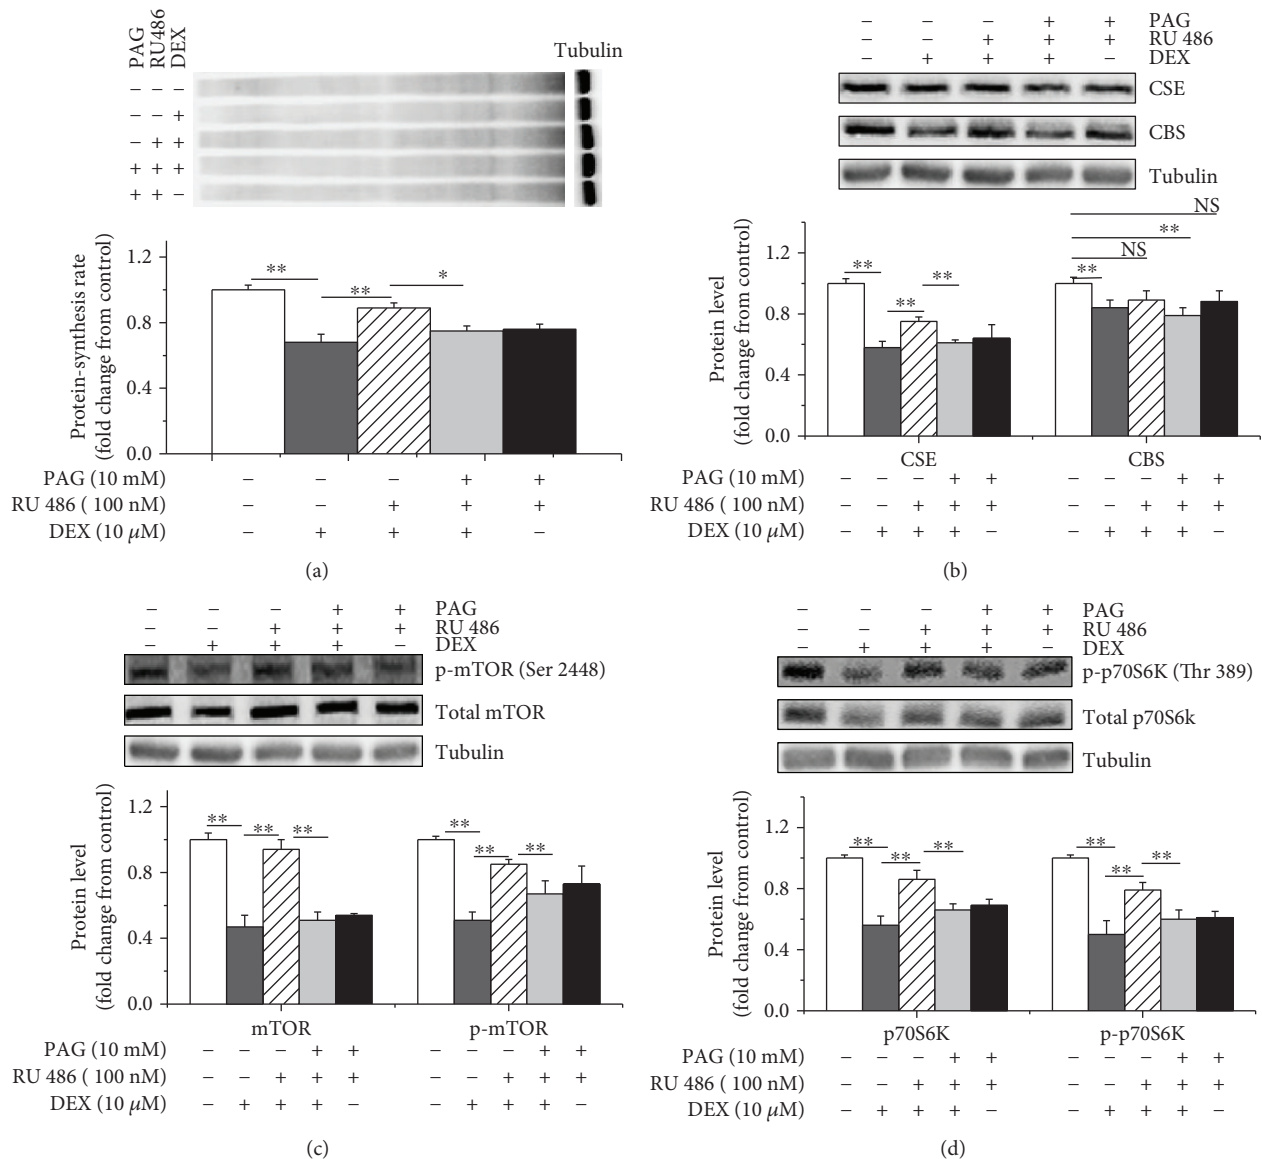 PAG
RU486
DEX
Tubulin
− − −
− − +
− + +
+ + +
+ + −
Protein-synthesis rate
(fold change from control)
1.2
0.8
0.4
0.0
** ** *
PAG (10 mM) − − − + +
RU 486 ( 100 nM) − − + + +
DEX (10 μM) − + + + −
(a)
− − − + + PAG
− − + + + RU 486
− + + + − DEX
CSE
CBS
Tubulin
Protein level
(fold change from control)
1.2
0.8
0.4
0.0
** ** **
** NS ** NS
CSE CBS
PAG (10 mM) − − − + + − − − + +
RU 486 ( 100 nM) − − + + + − − + + +
DEX (10 μM) − + + + − − + + + −
(b)
− − − + + PAG
− − + + + RU 486
− + + + − DEX
p-mTOR (Ser 2448)
Total mTOR
Tubulin
Protein level
(fold change from control)
1.2
0.8
0.4
0.0
** ** **
** ** **
mTOR p-mTOR
PAG (10 mM) − − − + + − − − + +
RU 486 ( 100 nM) − − + + + − − + + +
DEX (10 μM) − + + + − − + + + −
(c)
− − − + + PAG
− − + + + RU 486
− + + + − DEX
p-p70S6K (Thr 389)
Total p70S6k
Tubulin
Protein level
(fold change from control)
1.2
0.8
0.4
0.0
** ** **
** ** **
p70S6K p-p70S6K
PAG (10 mM) − − − + + − − − + +
RU 486 ( 100 nM) − − + + + − − + + +
DEX (10 μM) − + + + − − + + + −
(d)